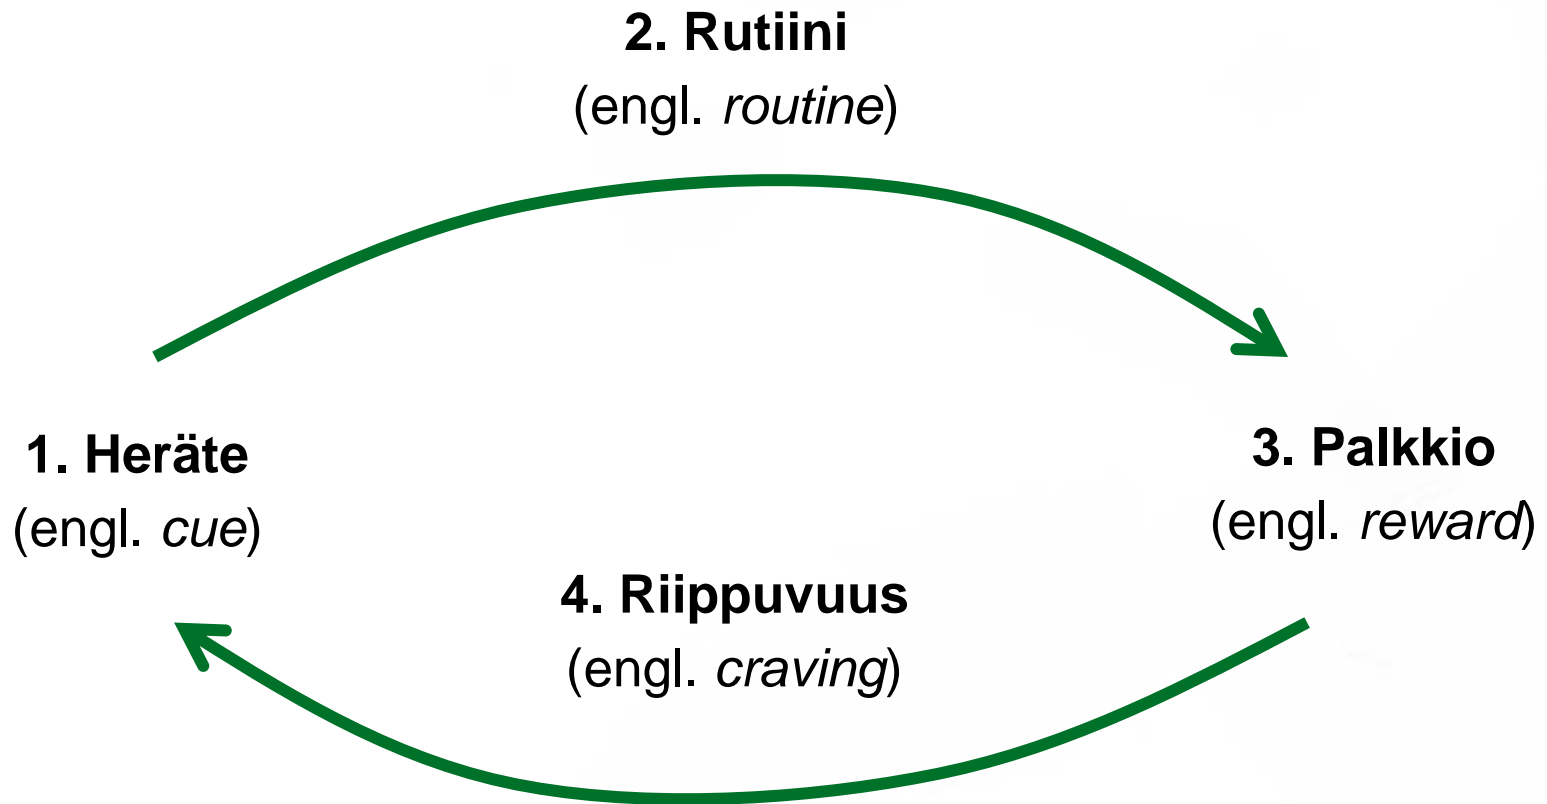 2. Rutiini
(engl. routine)
1. Heräte
(engl. cue)
3. Palkkio
(engl. reward)
4. Riippuvuus
(engl. craving)